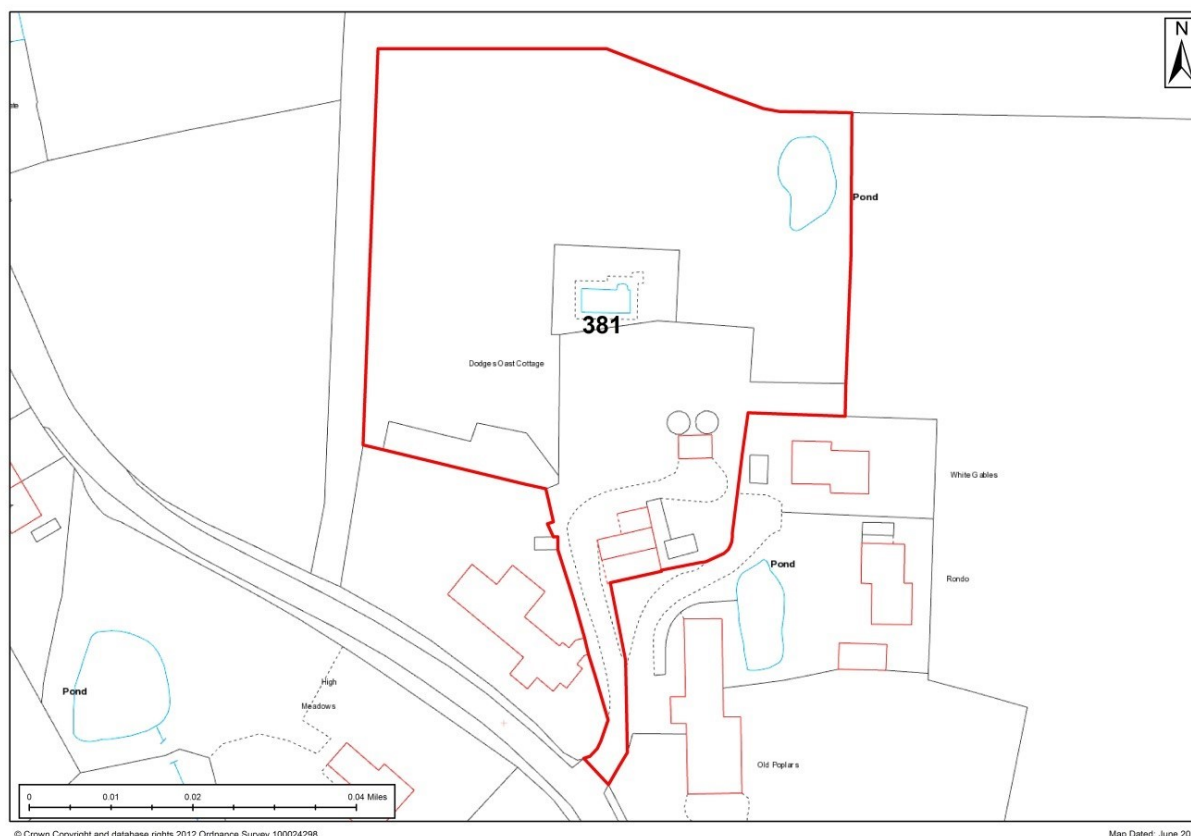 N
Pond
381
Dodges Oast Cottage
White Gables
Pond
Rondo
High
Meadows
Pond
Old Poplars
0 0.01 0.02 0.04 Miles
© Crown Copyright and database rights 2012 Ordnance Survey 100024298
Map Dated: June 20